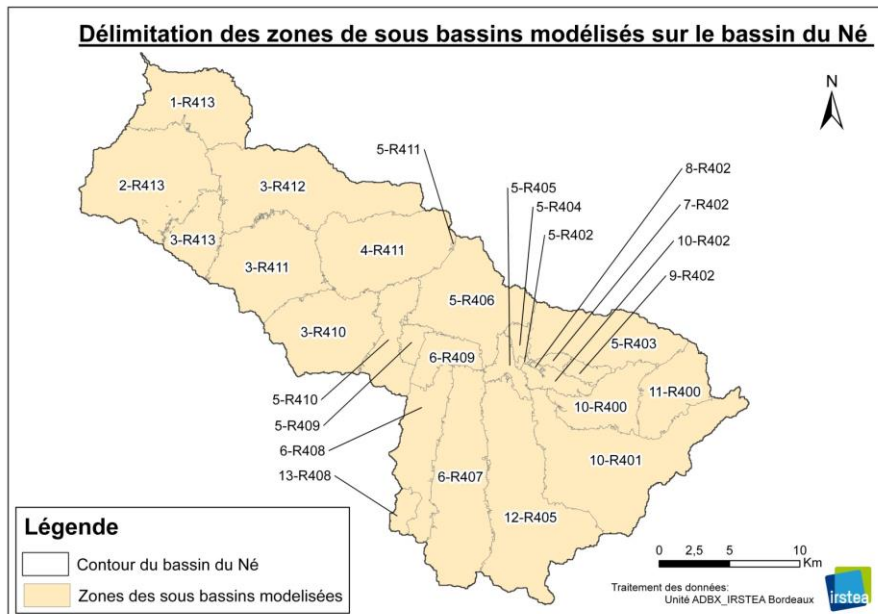 Délimitation des zones de sous bassins modélisés sur le bassin du Né
N
1-R413
5-R411
8-R402
5-R405
2-R413
3-R412
5-R404
7-R402
5-R402
10-R402
3-R413
4-R411
9-R402
3-R411
5-R406
3-R410
5-R403
6-R409
11-R400
5-R410
10-R400
5-R409
6-R408
10-R401
13-R408
6-R407
12-R405
Légende
Contour du bassin du Né
Zones des sous bassins modelisées
0 2,5 5 10
Km
Traitement des données:
Unité ADBX_IRSTEA Bordeaux
irstea